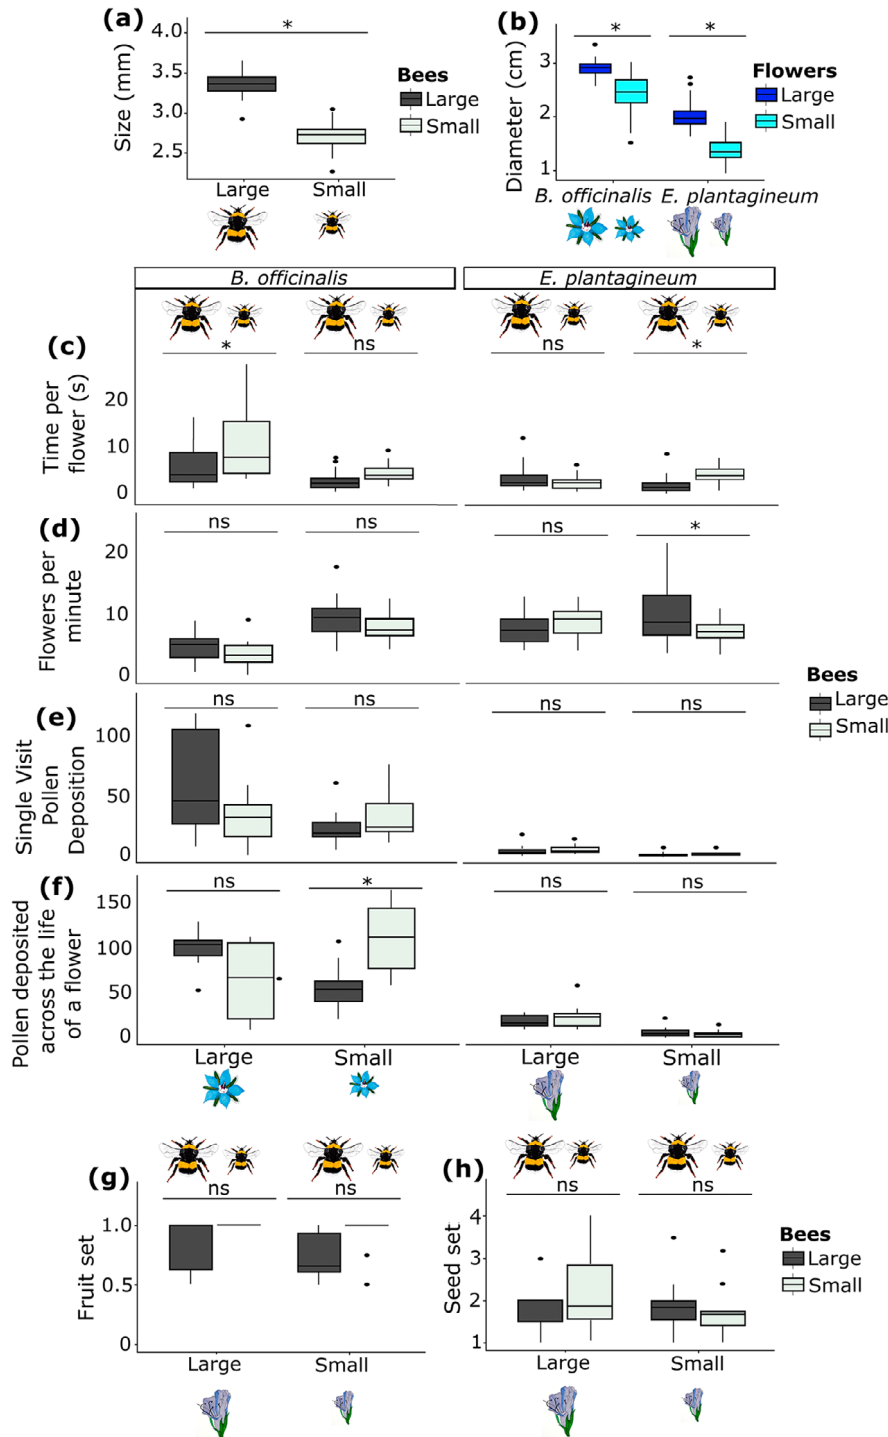 (a)
*
4.0
3.5
3.0
2.5
Size (mm)
Large
Small
Bees
Large
Small
(b)
*
*
3
2
1
Diameter (cm)
B. officinalis
E. plantagineum
Flowers
Large
Small
B. officinalis
E. plantagineum
(c)
*
ns
ns
*
Time per
flower (s)
20
10
0
(d)
ns
ns
ns
*
Flowers per
minute
20
10
0
Bees
Large
Small
(e)
ns
ns
ns
ns
Single Visit
Pollen
Deposition
100
50
0
(f)
ns
*
ns
ns
Pollen deposited
across the life
of a flower
150
100
50
0
Large
Small
Large
Small
(g)
ns
ns
Fruit set
1.0
0.5
0
Large
Small
(h)
ns
ns
Seed set
4
3
2
1
Large
Small
Bees
Large
Small